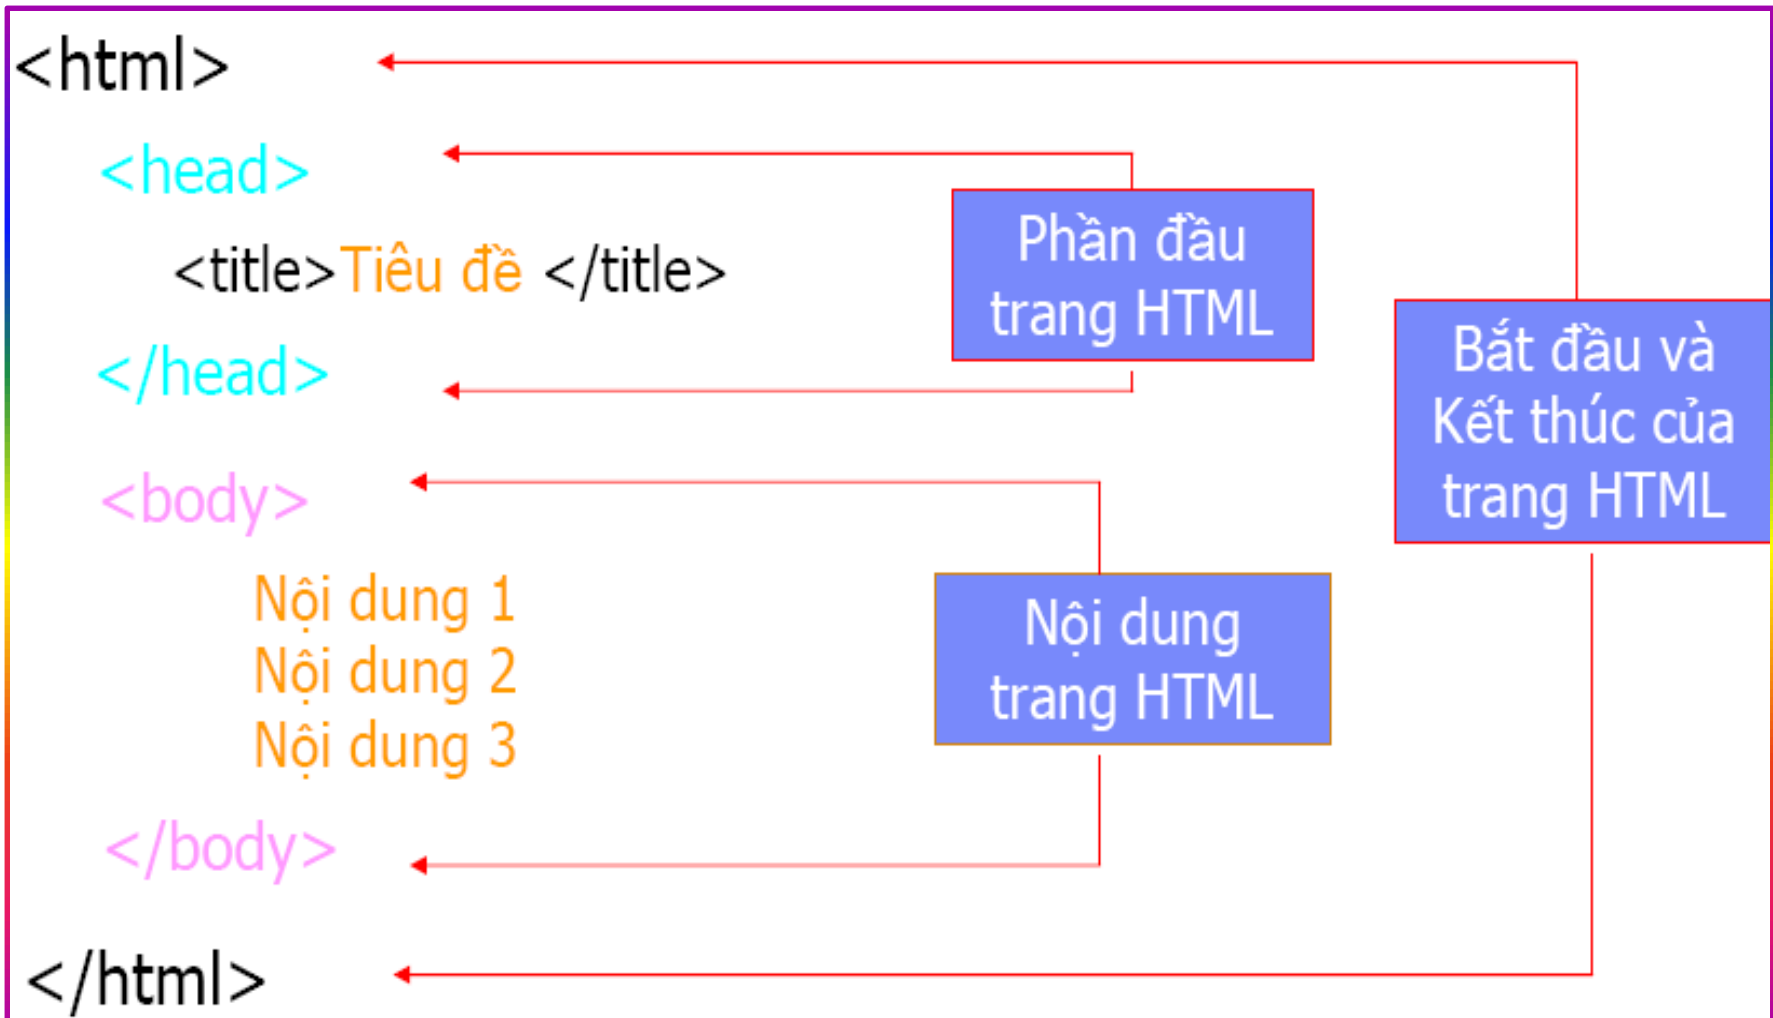 <html>
<head>
<title>Tiêu đề </title>
</head>
<body>
Nội dung 1
Nội dung 2
Nội dung 3
</body>
</html>
Phần đầu
trang HTML
Nội dung
trang HTML
Bắt đầu và
Kết thúc của
trang HTML